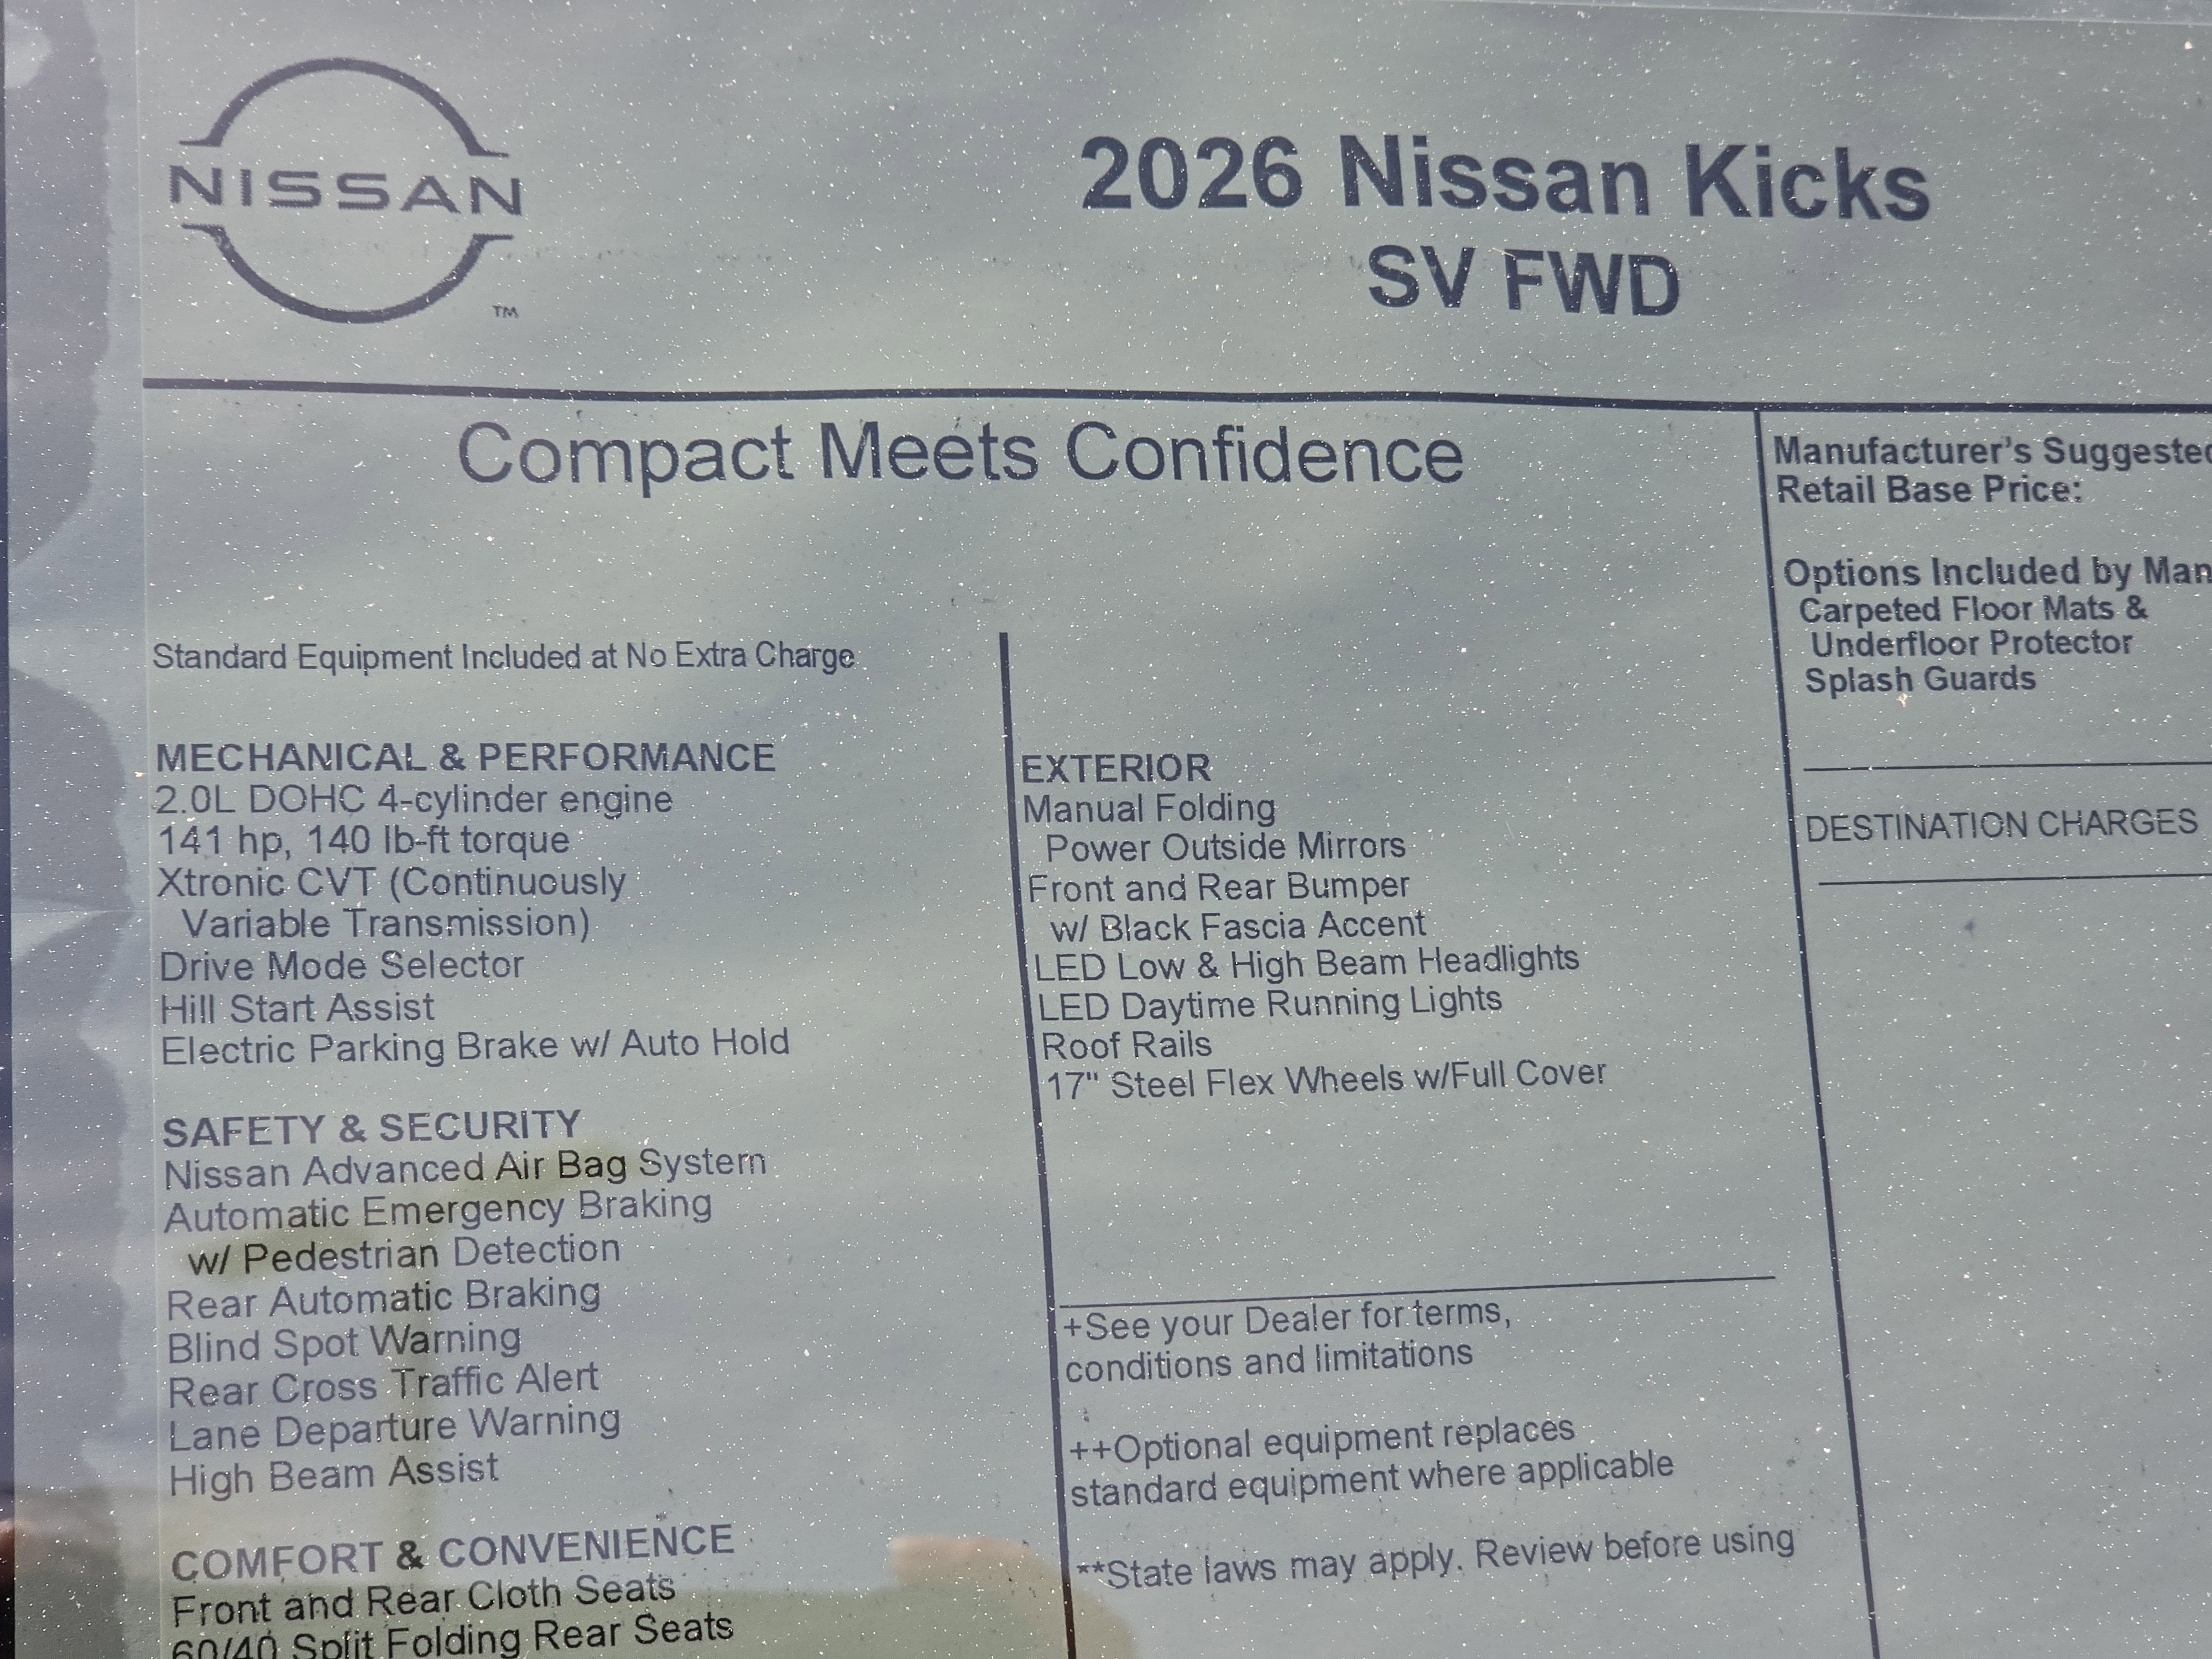 NISSAN
TM
2026 Nissan Kicks
SV FWD
Compact Meets Confidence
Standard Equipment Included at No Extra Charge
MECHANICAL & PERFORMANCE
2.0L DOHC 4-cylinder engine
141 hp, 140 lb-ft torque
Xtronic CVT (Continuously
Variable Transmission)
Drive Mode Selector
Hill Start Assist
Electric Parking Brake w/ Auto Hold
SAFETY & SECURITY
Nissan Advanced Air Bag System
Automatic Emergency Braking
w/ Pedestrian Detection
Rear Automatic Braking
Blind Spot Warning
Rear Cross Traffic Alert
Lane Departure Warning
High Beam Assist
COMFORT & CONVENIENCE
Front and Rear Cloth Seats
60/40 Split Folding Rear Seats
EXTERIOR
Manual Folding
Power Outside Mirrors
Front and Rear Bumper
w/ Black Fascia Accent
LED Low & High Beam Headlights
LED Daytime Running Lights
Roof Rails
17" Steel Flex Wheels w/Full Cover
+See your Dealer for terms,
conditions and limitations
++Optional equipment replaces
standard equipment where applicable
**State laws may apply. Review before using
Manufacturer's Suggested
Retail Base Price:
Options Included by Man
Carpeted Floor Mats &
Underfloor Protector
Splash Guards
DESTINATION CHARGES